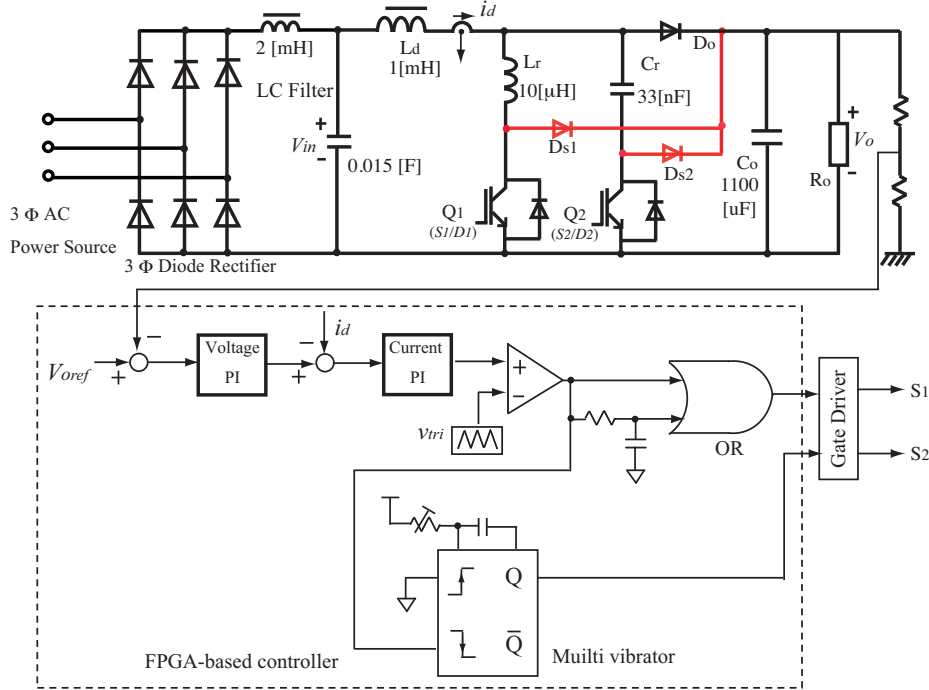 2 [mH]
LC Filter
Ld
1[mH]
id
Do
Lr
10[μH]
Cr
33[nF]
Vin
+
-
0.015 [F]
Ds1
Ds2
Co
1100
[uF]
Ro
+
Vo
-
Q1
(S1/D1)
Q2
(S2/D2)
3 Φ AC
Power Source
3 Φ Diode Rectifier
Voref
+
−
Voltage
PI
id
−
+
Current
PI
+
−
vtri
OR
Gate Driver
S1
S2
Q
Q̅
FPGA-based controller
Muilti vibrator